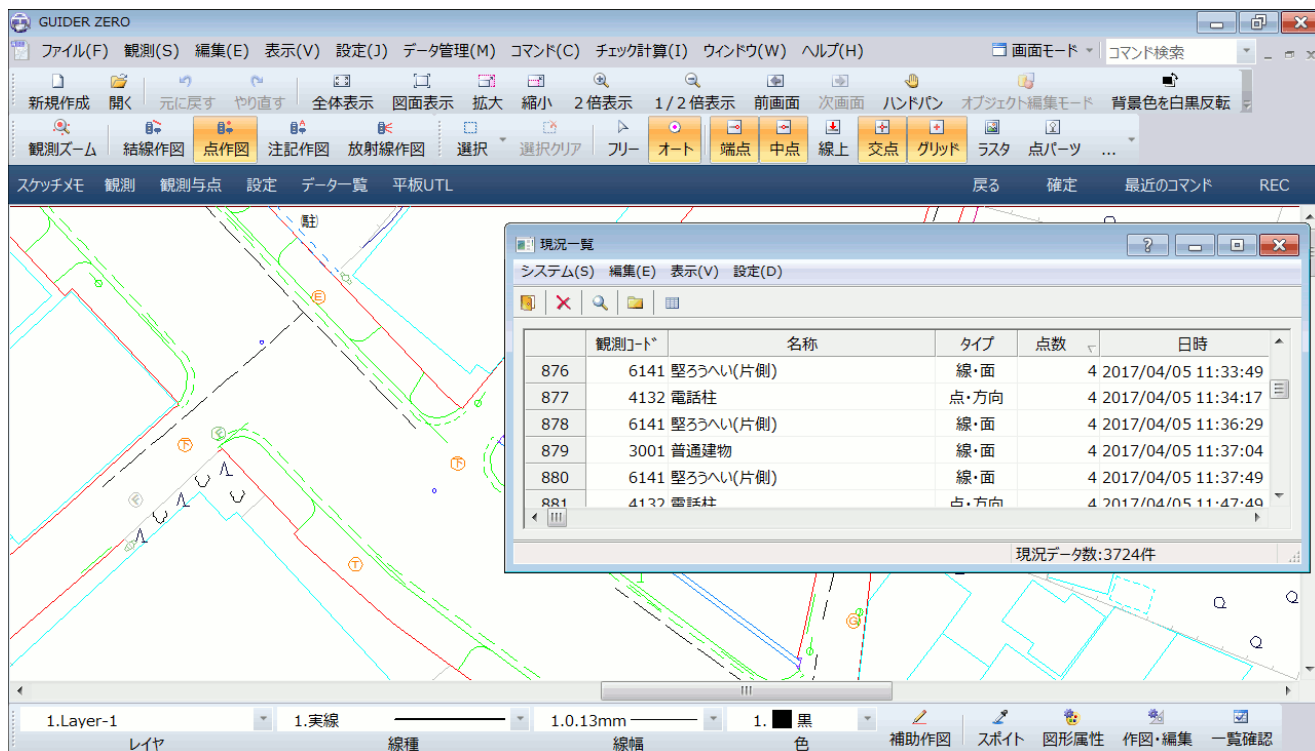 GUIDER ZERO
ファイル(F) 観測(S) 編集(E) 表示(V) 設定(J) データ管理(M) コマンド(C) チェック計算(I) ウインドウ(W) ヘルプ(H) 画面モード コマンド検索
新規作成 開く 元に戻す やり直す 全体表示 図面表示 拡大 縮小 2倍表示 1/2倍表示 前画面 次画面 ハンドパン オブジェクト編集モード 背景色を白黒反転
観測ズーム 結線作図 点作図 注記作図 放射線作図 選択 選択クリア フリー オート 端点 中点 線上 交点 グリッド ラスタ 点パーツ ...
スケッチメモ 観測 観測与点 設定 データ一覧 平板UTL 戻る 確定 最近のコマンド REC
(駐)
E
下
下
T
G
現況一覧
システム(S) 編集(E) 表示(V) 設定(D)
観測コード 名称 タイプ 点数 日時
876 6141 堅ろうへい(片側) 線・面 4 2017/04/05 11:33:49
877 4132 電話柱 点・方向 4 2017/04/05 11:34:17
878 6141 堅ろうへい(片側) 線・面 4 2017/04/05 11:36:29
879 3001 普通建物 線・面 4 2017/04/05 11:37:04
880 6141 堅ろうへい(片側) 線・面 4 2017/04/05 11:37:49
881 4132 電話柱 点・方向 4 2017/04/05 11:47:49
現況データ数:3724件
1.Layer-1 1.実線 1.0.13mm 1. 黒
レイヤ 線種 線幅 色 補助作図 スポイト 図形属性 作図・編集 一覧確認